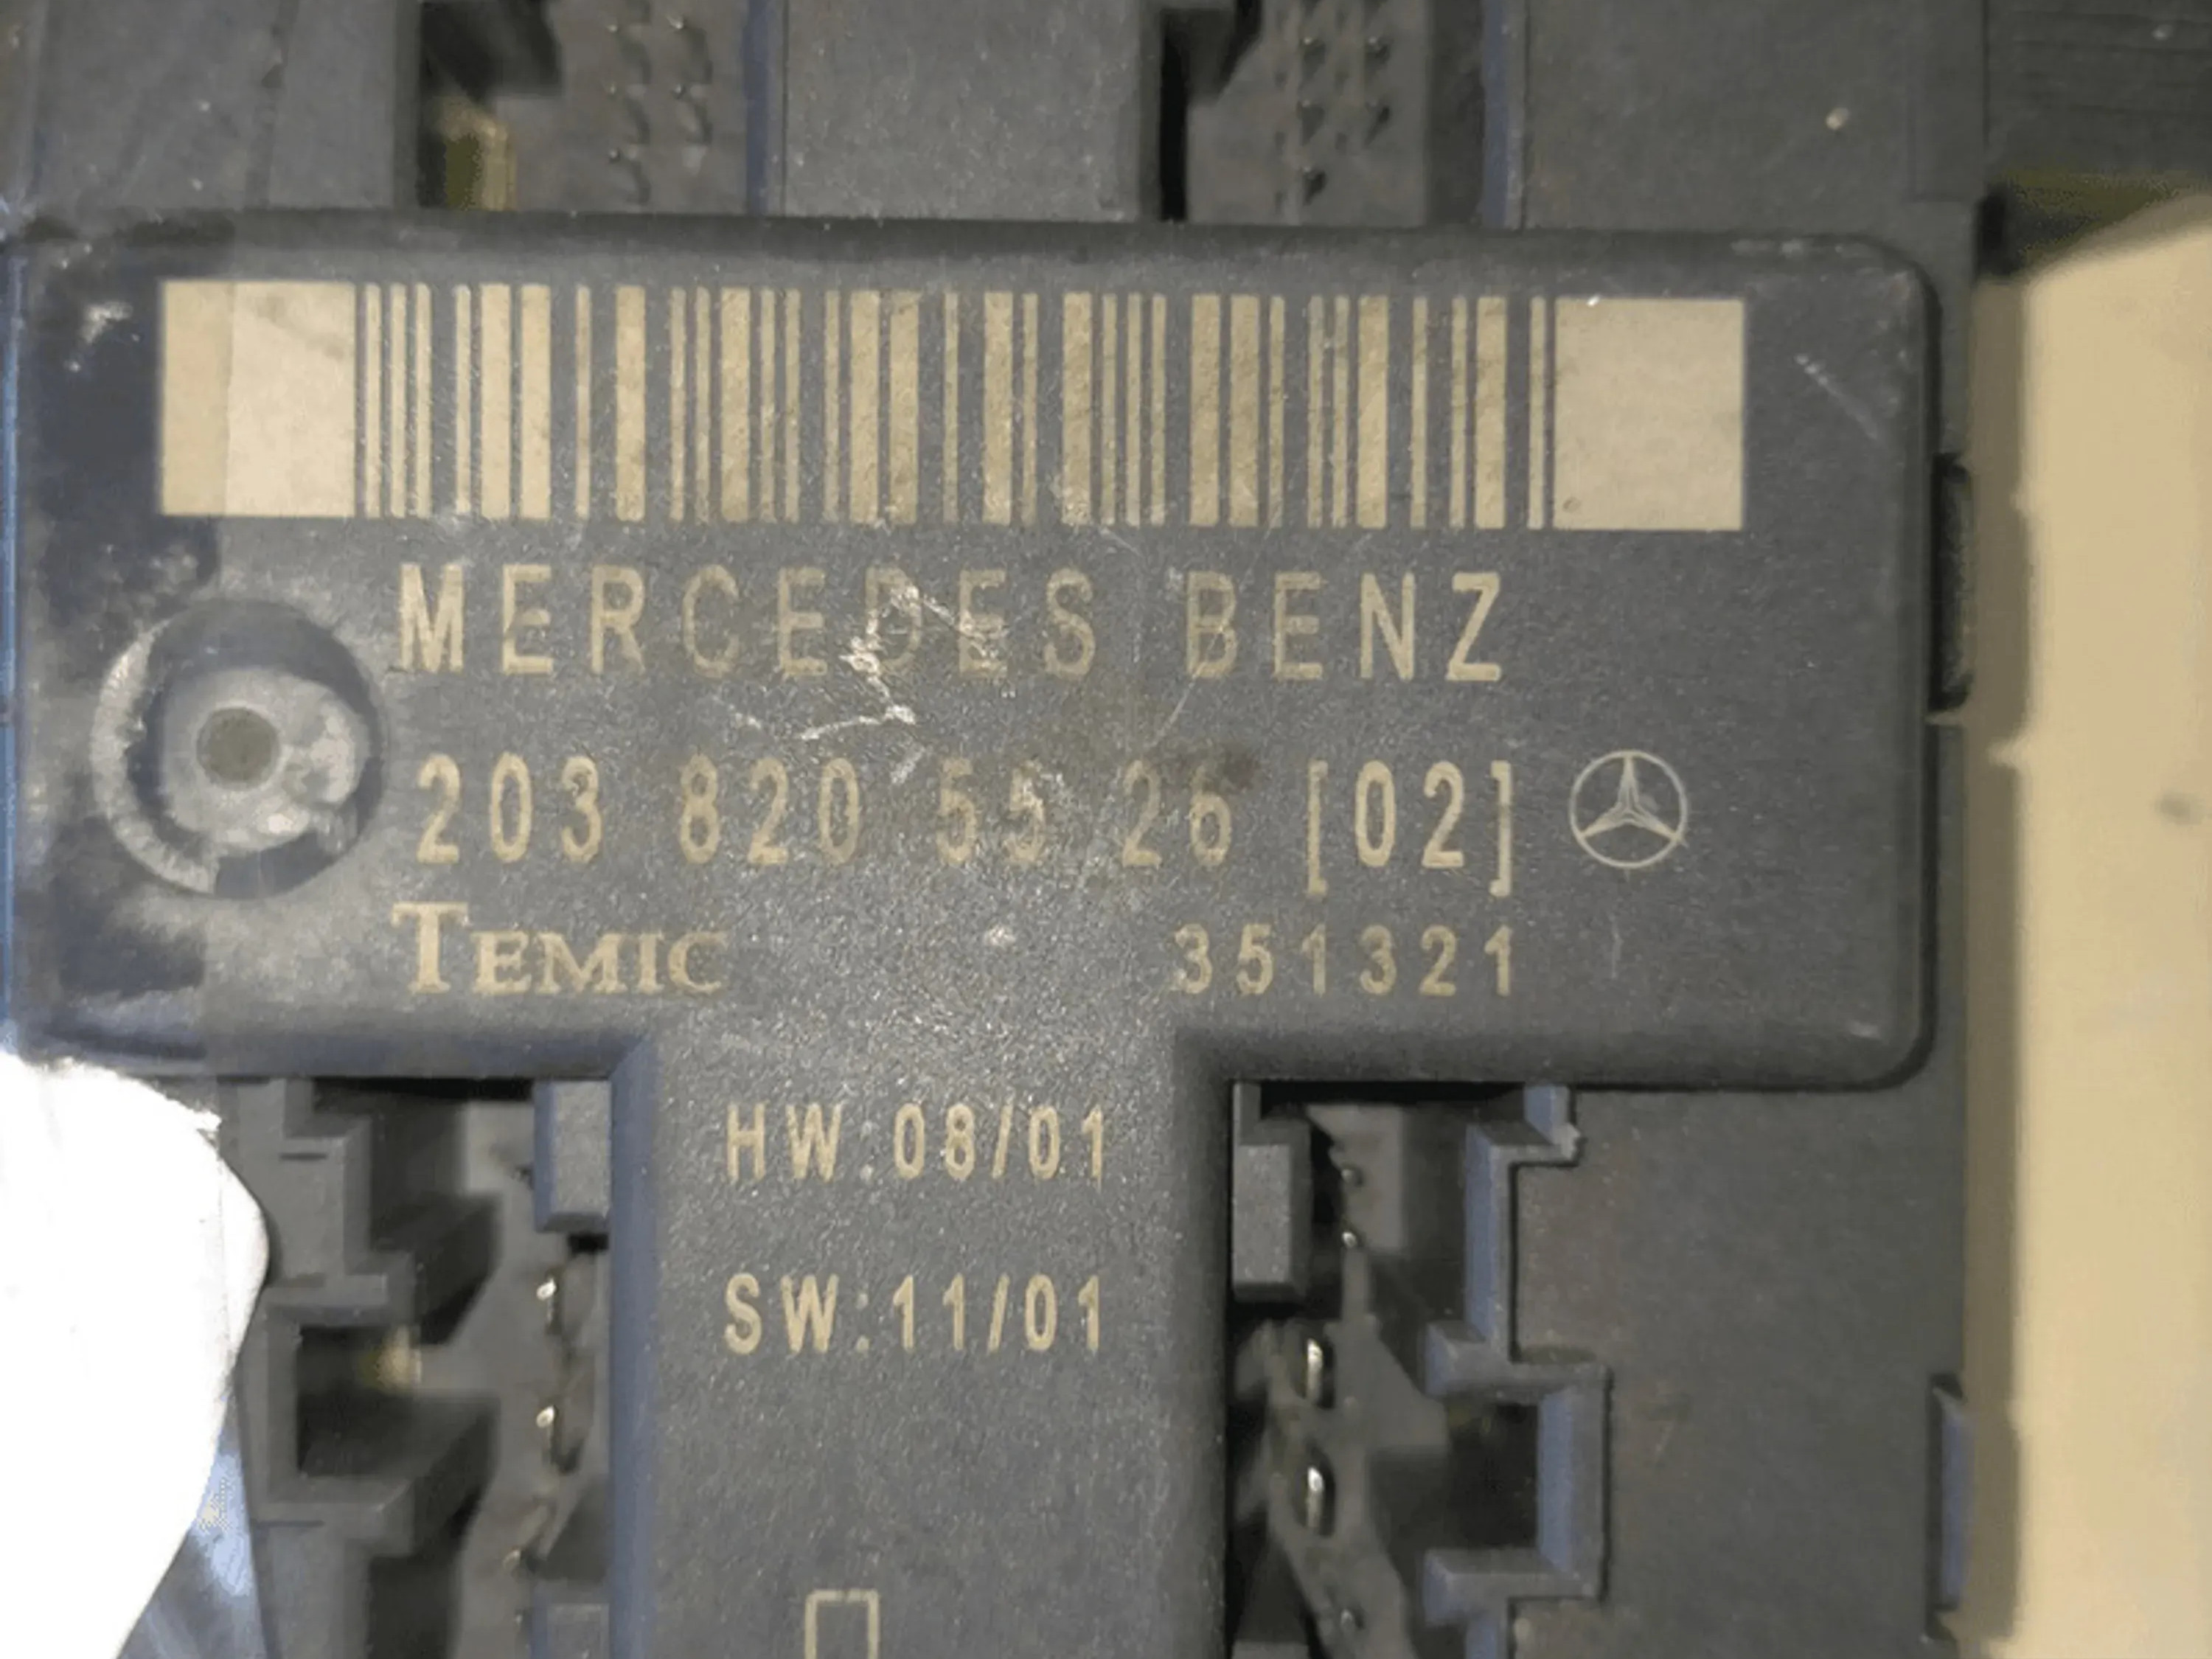 MERCEDES BENZ
203 820 55 26 [02]
TEMIC 351321
HW:08/01
SW:11/01